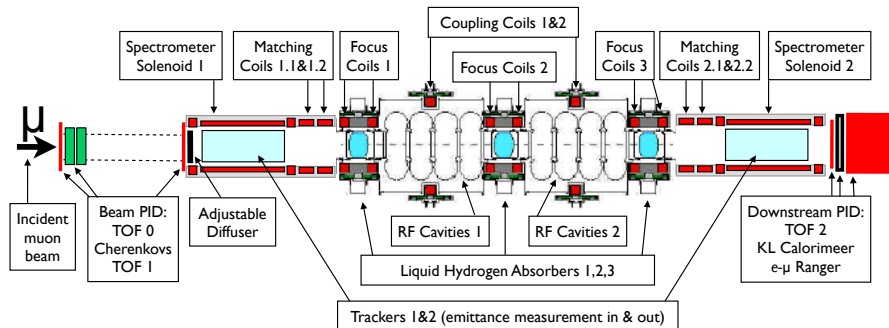 Coupling Coils 1&2
Spectrometer
Solenoid 1
Matching
Coils 1.1&1.2
Focus
Coils 1
Focus Coils 2
Focus
Coils 3
Matching
Coils 2.1&2.2
Spectrometer
Solenoid 2
μ
Incident
muon
beam
Beam PID:
TOF 0
Cherenkovs
TOF 1
Adjustable
Diffuser
RF Cavities 1
RF Cavities 2
Downstream PID:
TOF 2
KL Calorimeer
e-μ Ranger
Liquid Hydrogen Absorbers 1,2,3
Trackers 1&2 (emittance measurement in & out)